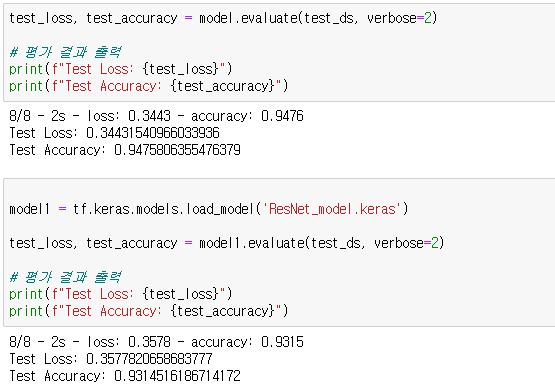 test_loss, test_accuracy = model.evaluate(test_ds, verbose=2)
# 평가 결과 출력
print(f"Test Loss: {test_loss}")
print(f"Test Accuracy: {test_accuracy}")
8/8 - 2s - loss: 0.3443 - accuracy: 0.9476
Test Loss: 0.34431540966033936
Test Accuracy: 0.9475806355476379
model1 = tf.keras.models.load_model('ResNet_model.keras')
test_loss, test_accuracy = model1.evaluate(test_ds, verbose=2)
# 평가 결과 출력
print(f"Test Loss: {test_loss}")
print(f"Test Accuracy: {test_accuracy}")
8/8 - 2s - loss: 0.3578 - accuracy: 0.9315
Test Loss: 0.3577820658683777
Test Accuracy: 0.9314516186714172